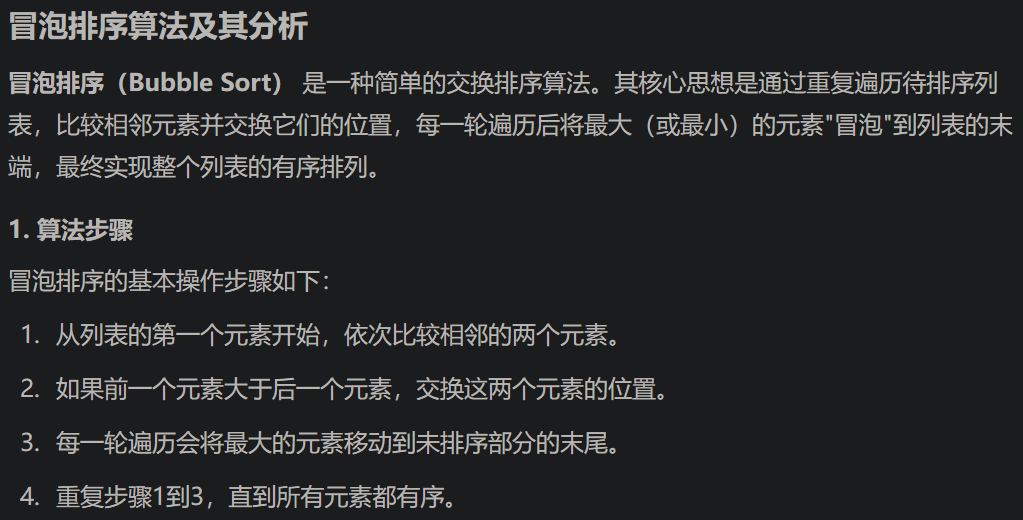 冒泡排序算法及其分析
冒泡排序（Bubble Sort） 是一种简单的交换排序算法。其核心思想是通过重复遍历待排序列
表，比较相邻元素并交换它们的位置，每一轮遍历后将最大（或最小）的元素"冒泡"到列表的末
端，最终实现整个列表的有序排列。
1. 算法步骤
冒泡排序的基本操作步骤如下：
1. 从列表的第一个元素开始，依次比较相邻的两个元素。
2. 如果前一个元素大于后一个元素，交换这两个元素的位置。
3. 每一轮遍历会将最大的元素移动到未排序部分的末尾。
4. 重复步骤1到3，直到所有元素都有序。